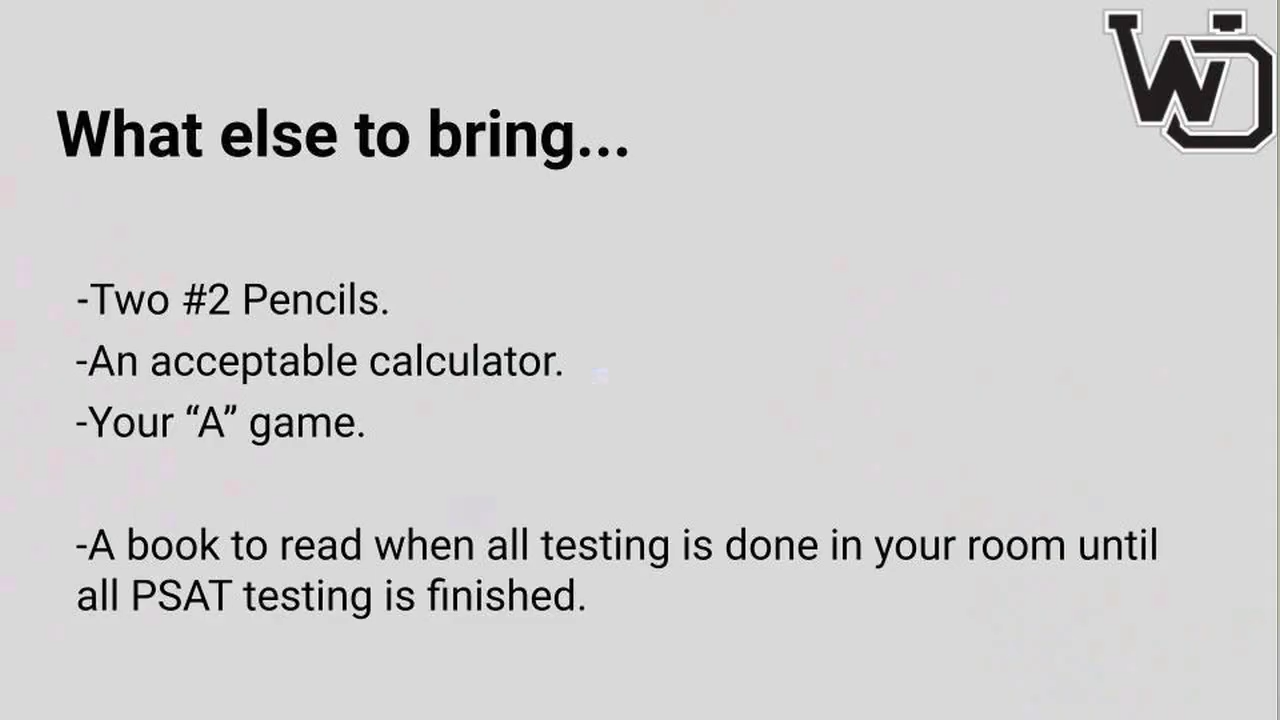 WD
What else to bring...
-Two #2 Pencils.
-An acceptable calculator.
-Your “A” game.
-A book to read when all testing is done in your room until
all PSAT testing is finished.